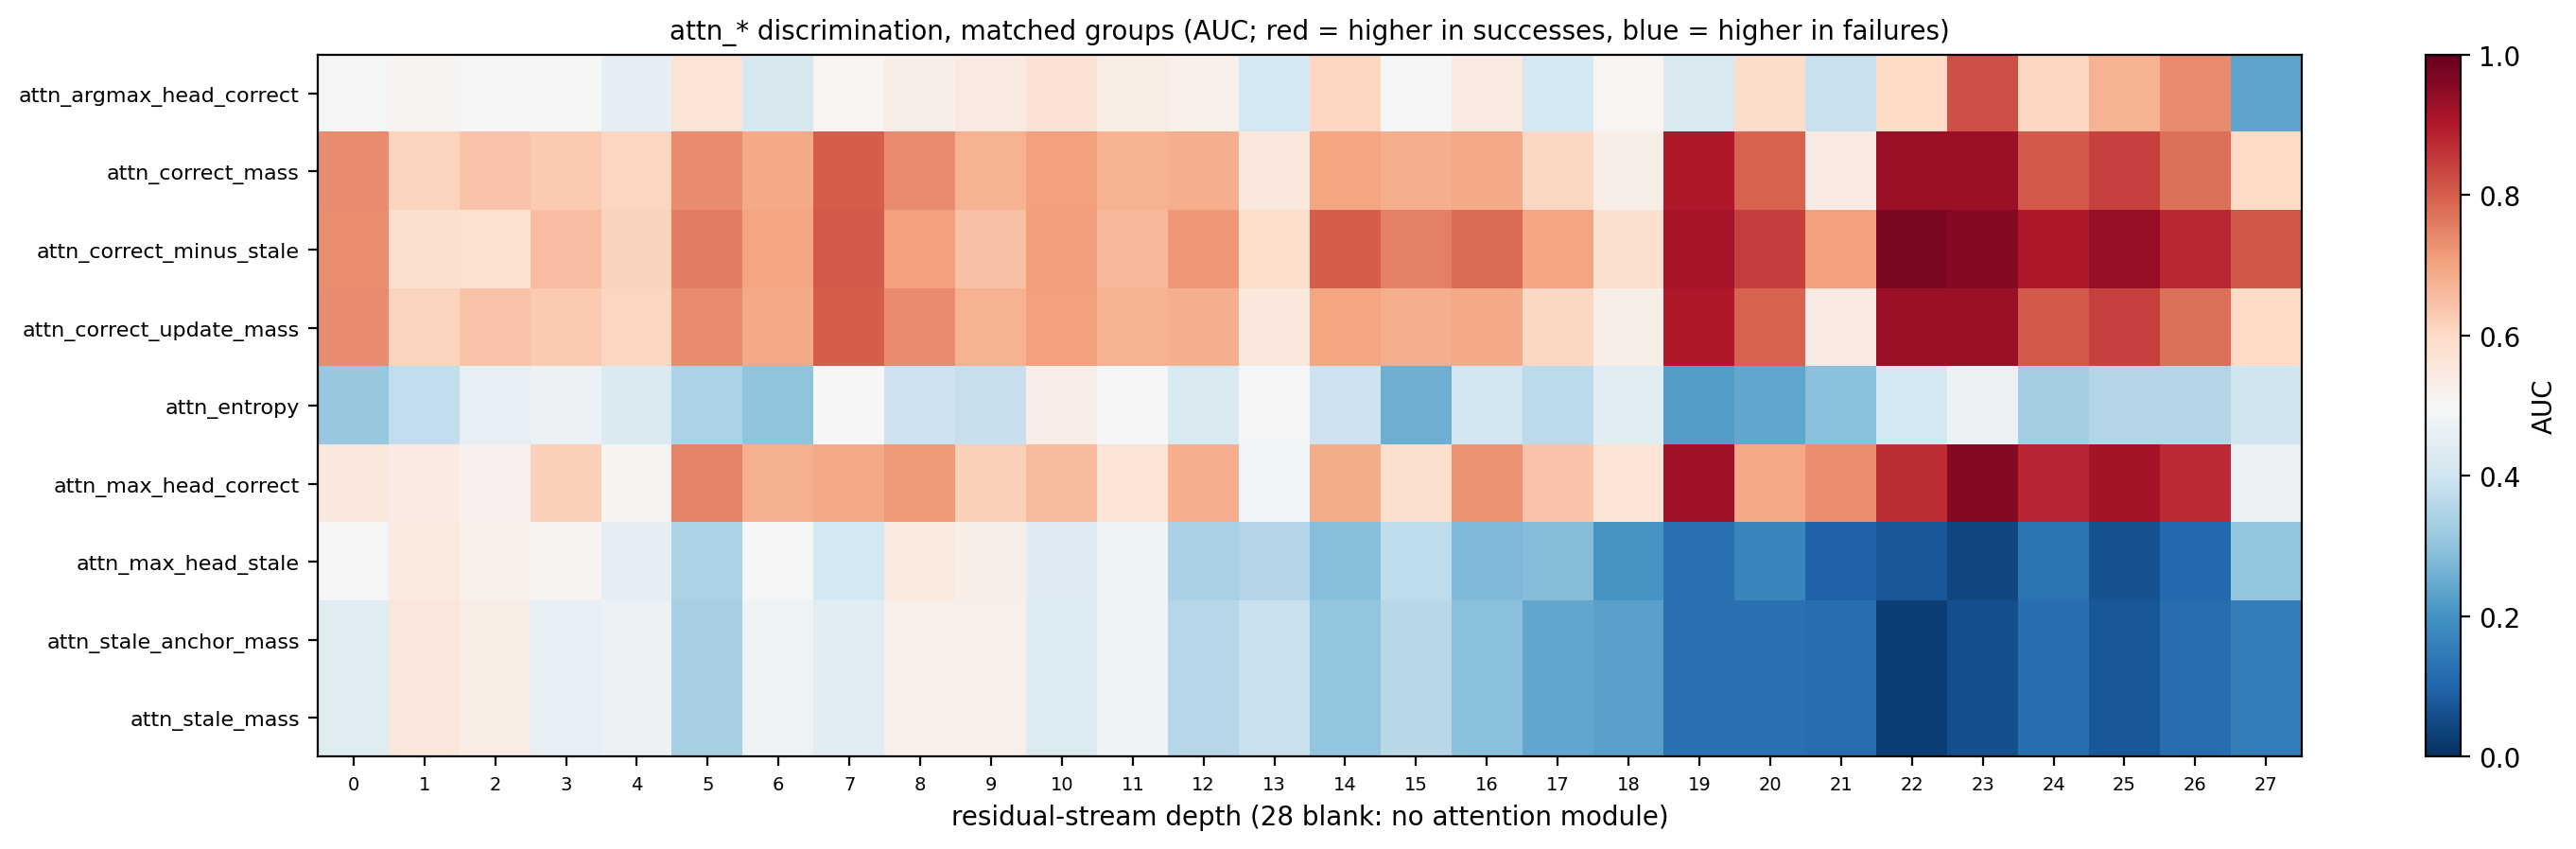 attn_* discrimination, matched groups (AUC; red = higher in successes, blue = higher in failures)
attn_argmax_head_correct
attn_correct_mass
attn_correct_minus_stale
attn_correct_update_mass
attn_entropy
attn_max_head_correct
attn_max_head_stale
attn_stale_anchor_mass
attn_stale_mass
0 1 2 3 4 5 6 7 8 9 10 11 12 13 14 15 16 17 18 19 20 21 22 23 24 25 26 27
residual-stream depth (28 blank: no attention module)
1.0
0.8
0.6
0.4
0.2
0.0
AUC